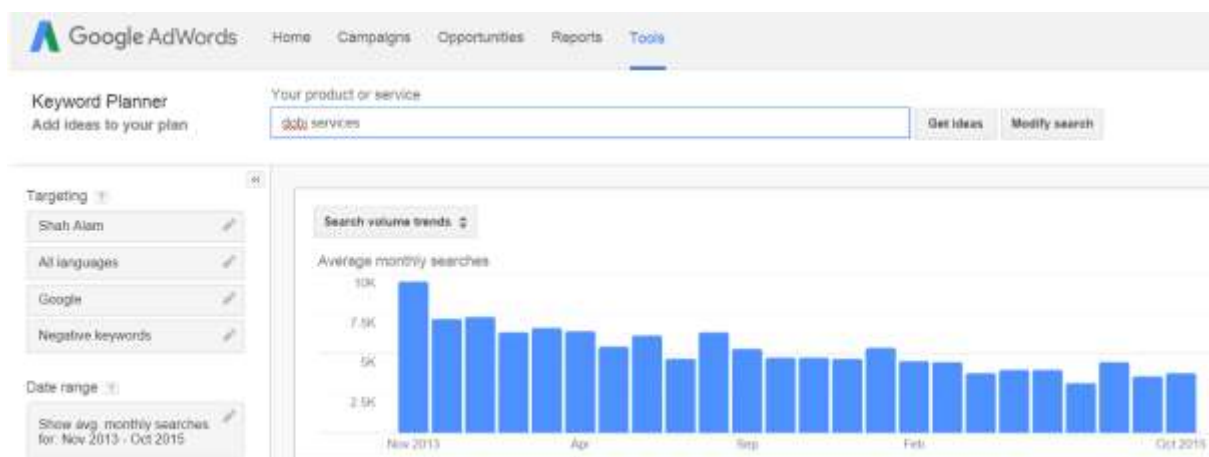 Google AdWords
Home Campaigns Opportunities Reports Tools
Keyword Planner
Add ideas to your plan
Your product or service
dobi services
Get ideas
Modify search
Targeting ?
Shah Alam
All languages
Google
Negative keywords
Date range ?
Show avg. monthly searches
for: Nov 2013 - Oct 2015
Search volume trends
Average monthly searches
10K
7.5K
5K
2.5K
Nov 2013 Apr Sep Feb Oct 2015